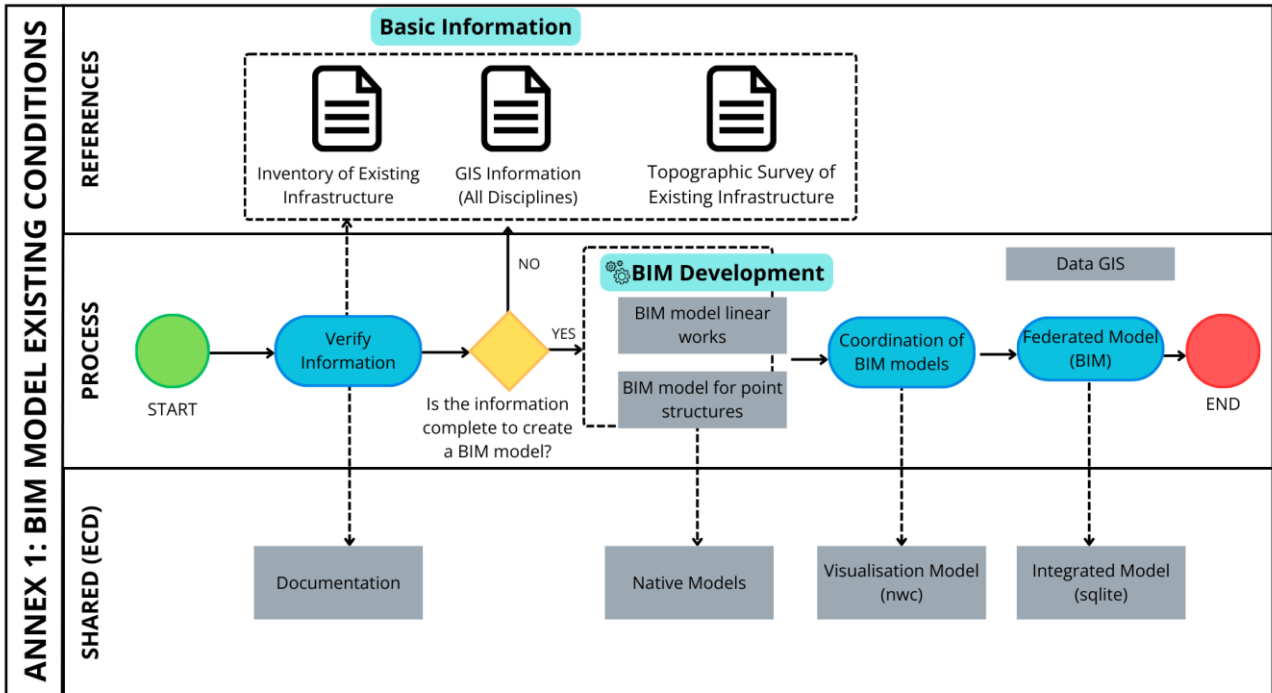 ANNEX 1: BIM MODEL EXISTING CONDITIONS
REFERENCES
Basic Information
Inventory of Existing
Infrastructure
GIS Information
(All Disciplines)
Topographic Survey of
Existing Infrastructure
PROCESS
START
Verify
Information
Is the information
complete to create
a BIM model?
NO
YES
BIM Development
BIM model linear
works
BIM model for point
structures
Coordination of
BIM models
Data GIS
Federated Model
(BIM)
END
SHARED (ECD)
Documentation
Native Models
Visualisation Model
(nwc)
Integrated Model
(sqlite)